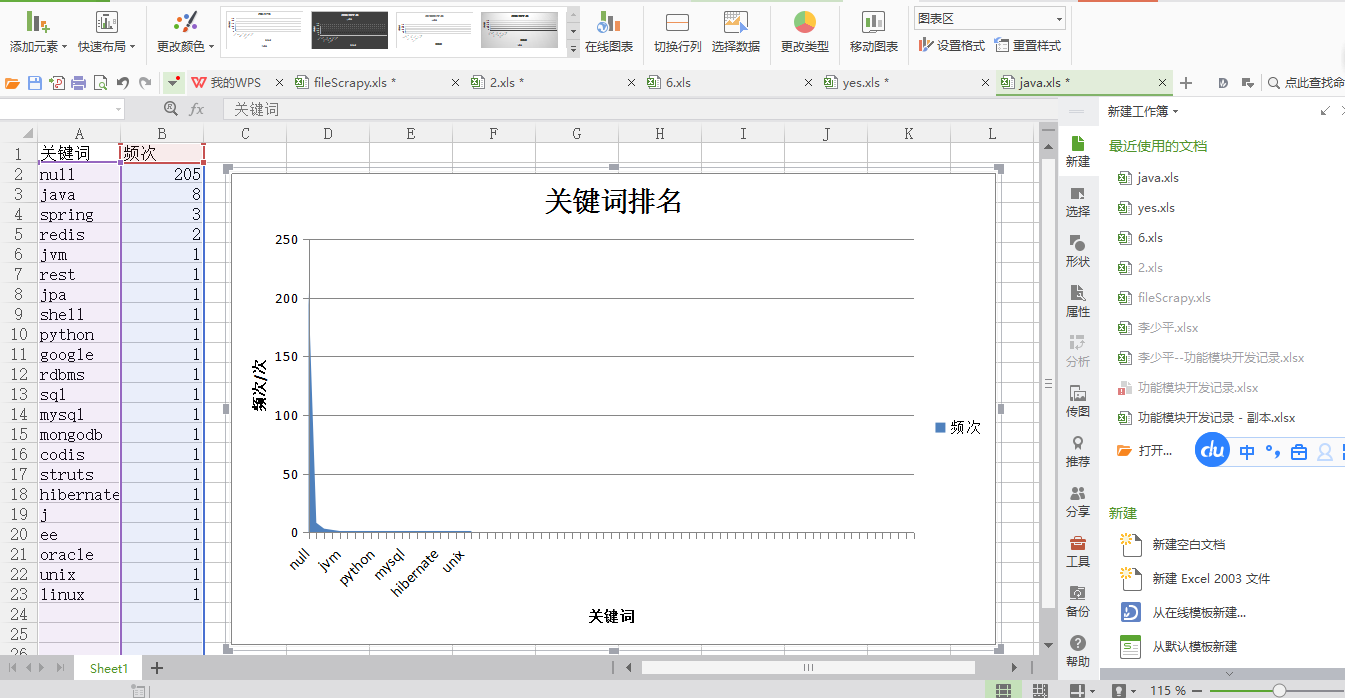 添加元素 快速布局 更改颜色 在线图表 切换行列 选择数据 更改类型 移动图表 图表区
设置格式 重置样式
我的WPS fileScrapy.xls * 2.xls * 6.xls yes.xls * java.xls * 点此查找命
fx 关键词
A B C D E F G H I J K L
1 关键词 频次
2 null 205
3 java 8
4 spring 3
5 redis 2
6 jvm 1
7 rest 1
8 jpa 1
9 shell 1
10 python 1
11 google 1
12 rdbms 1
13 sql 1
14 mysql 1
15 mongodb 1
16 codis 1
17 struts 1
18 hibernate 1
19 j 1
20 ee 1
21 oracle 1
22 unix 1
23 linux 1
24
25
26
关键词排名
250
200
150
100
50
0
频次/次
null jvm python mysql hibernate unix
关键词
频次
新建
选择
形状
属性
分析
传图
推荐
分享
工具
备份
帮助
新建工作簿
最近使用的文档
java.xls
yes.xls
6.xls
2.xls
fileScrapy.xls
李少平.xlsx
李少平--功能模块开发记录.xlsx
功能模块开发记录.xlsx
功能模块开发记录 - 副本.xlsx
打开...
du 中
新建
新建空白文档
新建 Excel 2003 文件
从在线模板新建...
从默认模板新建
Sheet1
115 %